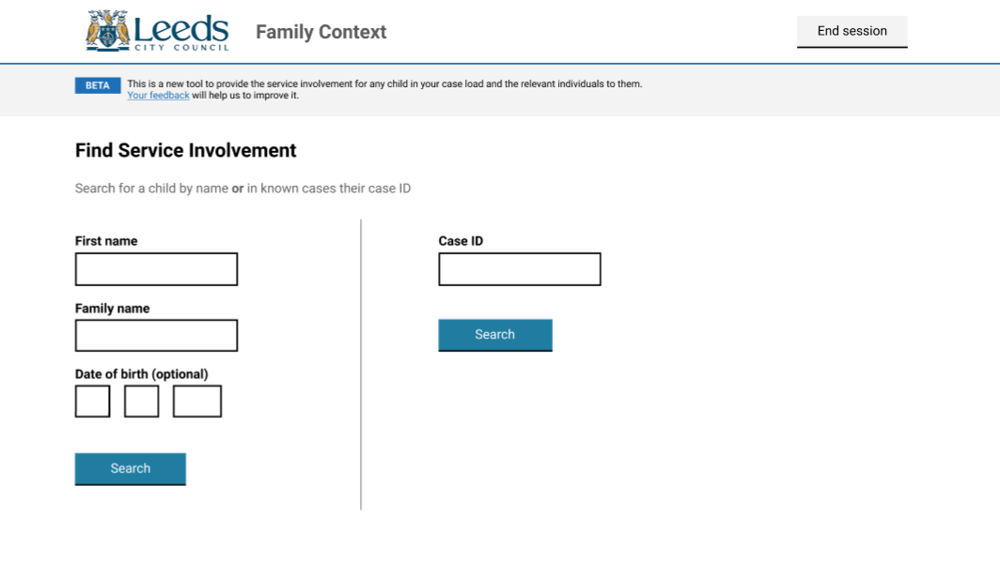 Leeds
CITY COUNCIL
Family Context
End session
BETA
This is a new tool to provide the service involvement for any child in your case load and the relevant individuals to them.
Your feedback will help us to improve it.
Find Service Involvement
Search for a child by name or in known cases their case ID
First name
Family name
Date of birth (optional)
Search
Case ID
Search